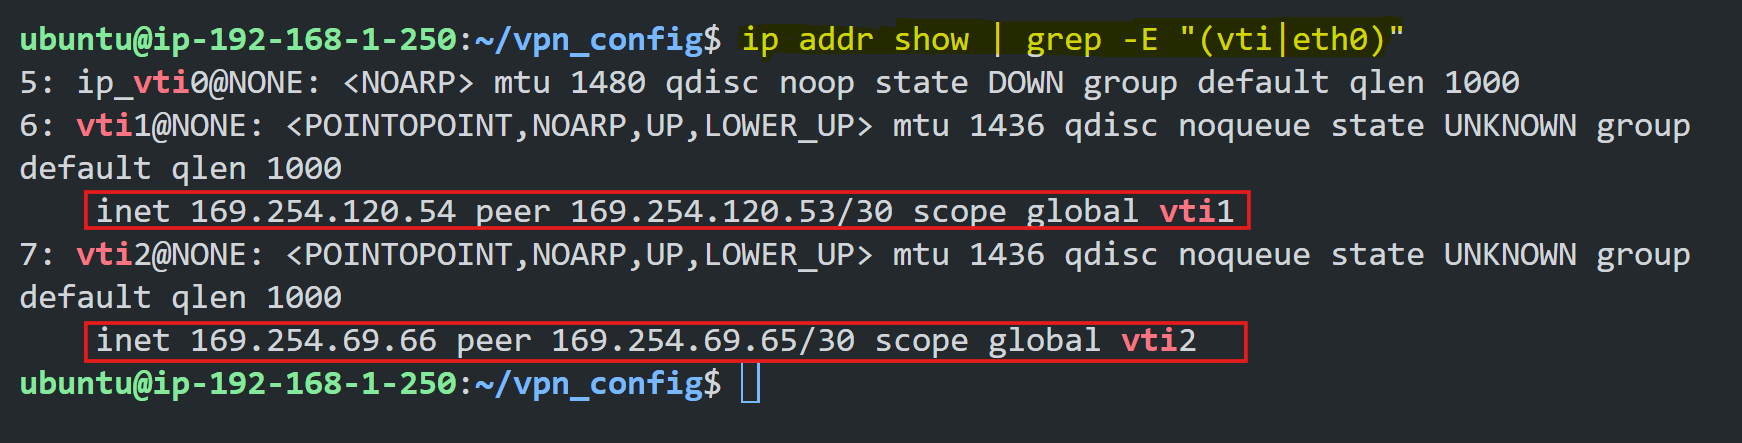 ubuntu@ip-192-168-1-250:~/vpn_config$ ip addr show | grep -E "(vti|eth0)"
5: ip_vti0@NONE: <NOARP> mtu 1480 qdisc noop state DOWN group default qlen 1000
6: vti1@NONE: <POINTOPOINT,NOARP,UP,LOWER_UP> mtu 1436 qdisc noqueue state UNKNOWN group
default qlen 1000
inet 169.254.120.54 peer 169.254.120.53/30 scope global vti1
7: vti2@NONE: <POINTOPOINT,NOARP,UP,LOWER_UP> mtu 1436 qdisc noqueue state UNKNOWN group
default qlen 1000
inet 169.254.69.66 peer 169.254.69.65/30 scope global vti2
ubuntu@ip-192-168-1-250:~/vpn_config$